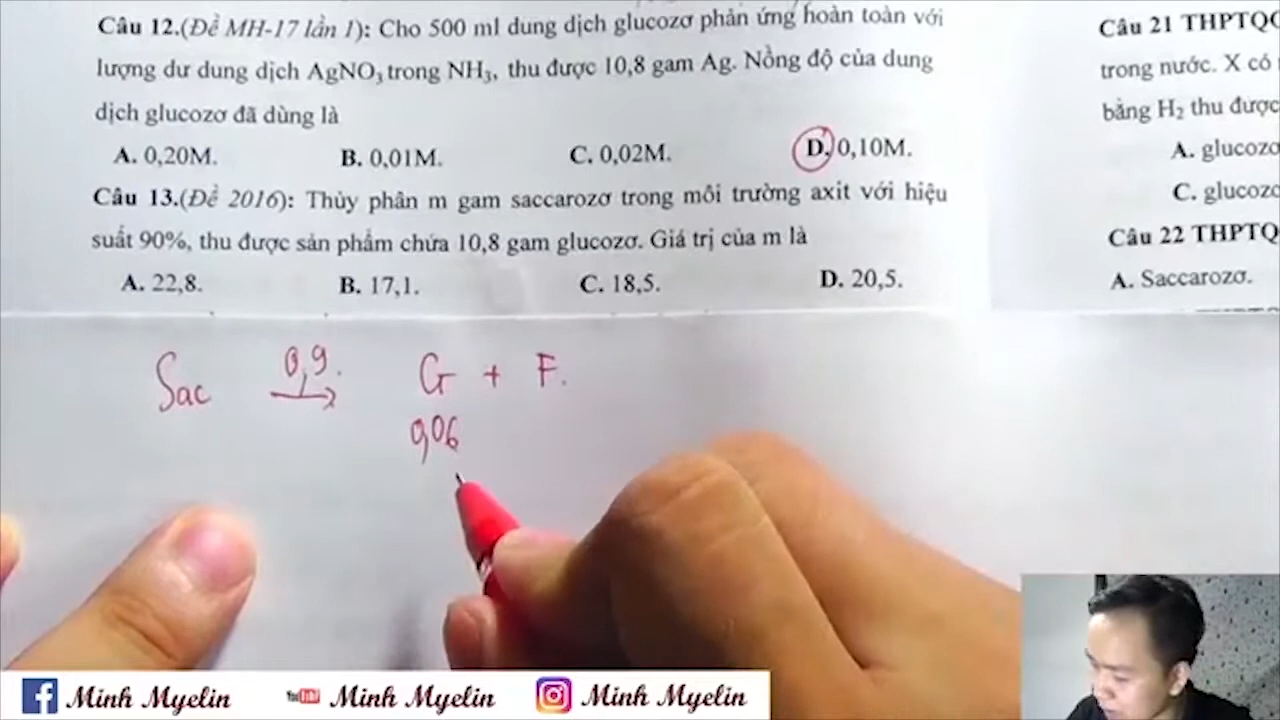 Câu 12.(Đề MH-17 lần 1): Cho 500 ml dung dịch glucozơ phản ứng hoàn toàn với
lượng dư dung dịch AgNO₃ trong NH₃, thu được 10,8 gam Ag. Nồng độ của dung
dịch glucozơ đã dùng là
A. 0,20M. B. 0,01M. C. 0,02M. D. 0,10M.
Câu 13.(Đề 2016): Thủy phân m gam saccarozơ trong môi trường axit với hiệu
suất 90%, thu được sản phẩm chứa 10,8 gam glucozơ. Giá trị của m là
A. 22,8. B. 17,1. C. 18,5. D. 20,5.
Câu 21 THPTQG
trong nước. X có
bằng H₂ thu được
A. glucozơ
C. glucozơ
Câu 22 THPTQ
A. Saccarozơ.
Sac 0,9. G + F.
0,06
Minh Myelin YouTube Minh Myelin Minh Myelin